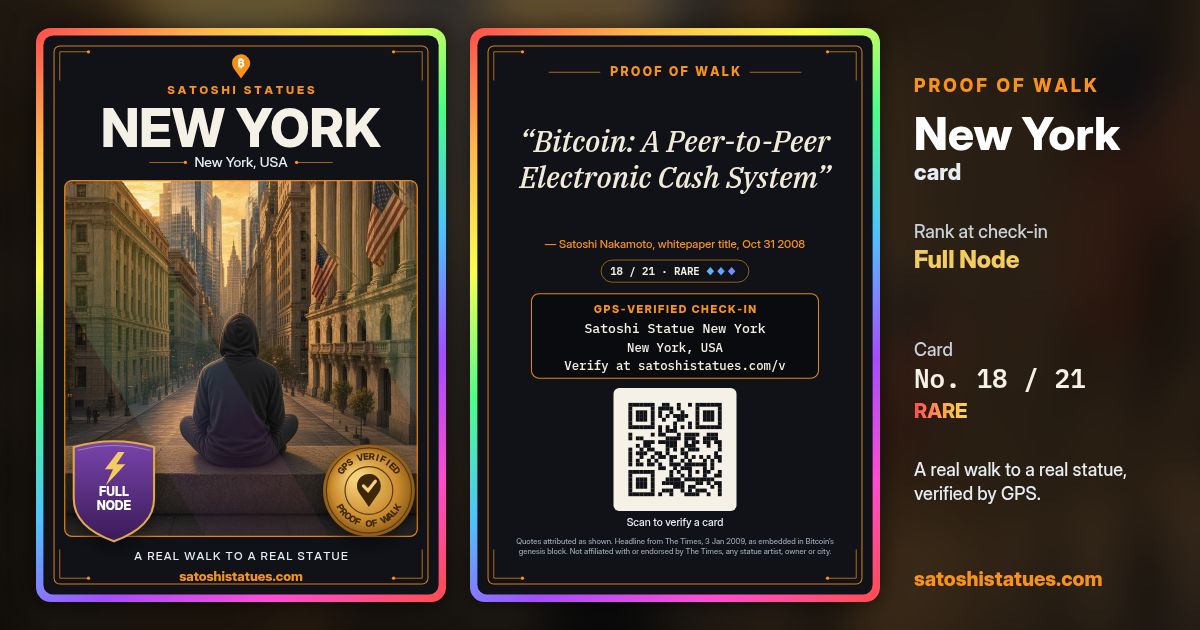 SATOSHI STATUES
NEW YORK
New York, USA
FULL
NODE
GPS VERIFIED
PROOF OF WALK
A REAL WALK TO A REAL STATUE
satoshistatues.com
PROOF OF WALK
“Bitcoin: A Peer-to-Peer
Electronic Cash System”
— Satoshi Nakamoto, whitepaper title, Oct 31 2008
18 / 21 · RARE
GPS-VERIFIED CHECK-IN
Satoshi Statue New York
New York, USA
Verify at satoshistatues.com/v
Scan to verify a card
Quotes attributed as shown. Headline from The Times, 3 Jan 2009, as embedded in Bitcoin's
genesis block. Not affiliated with or endorsed by The Times, any statue artist, owner or city.
PROOF OF WALK
New York
card
Rank at check-in
Full Node
Card
No. 18 / 21
RARE
A real walk to a real statue,
verified by GPS.
satoshistatues.com